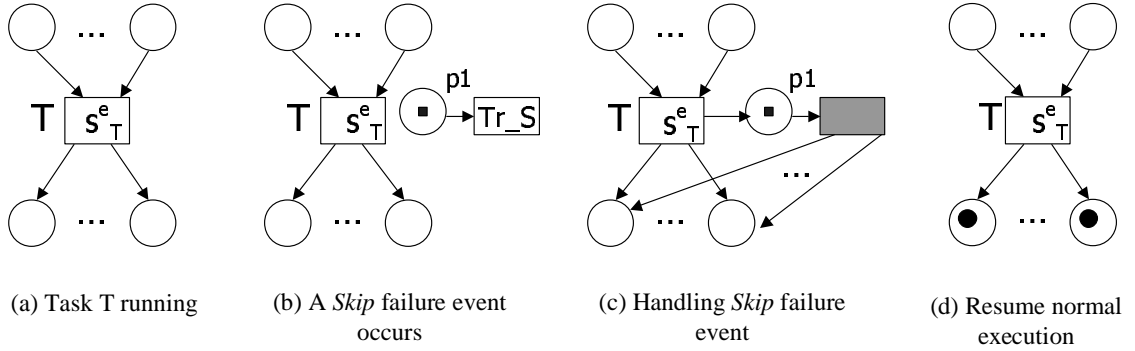 ... ... ... ...
p1 p1
T s^e_T T s^e_T Tr_S T s^e_T T s^e_T
...
... ... ... ...
(a) Task T running (b) A Skip failure event (c) Handling Skip failure (d) Resume normal
occurs event execution